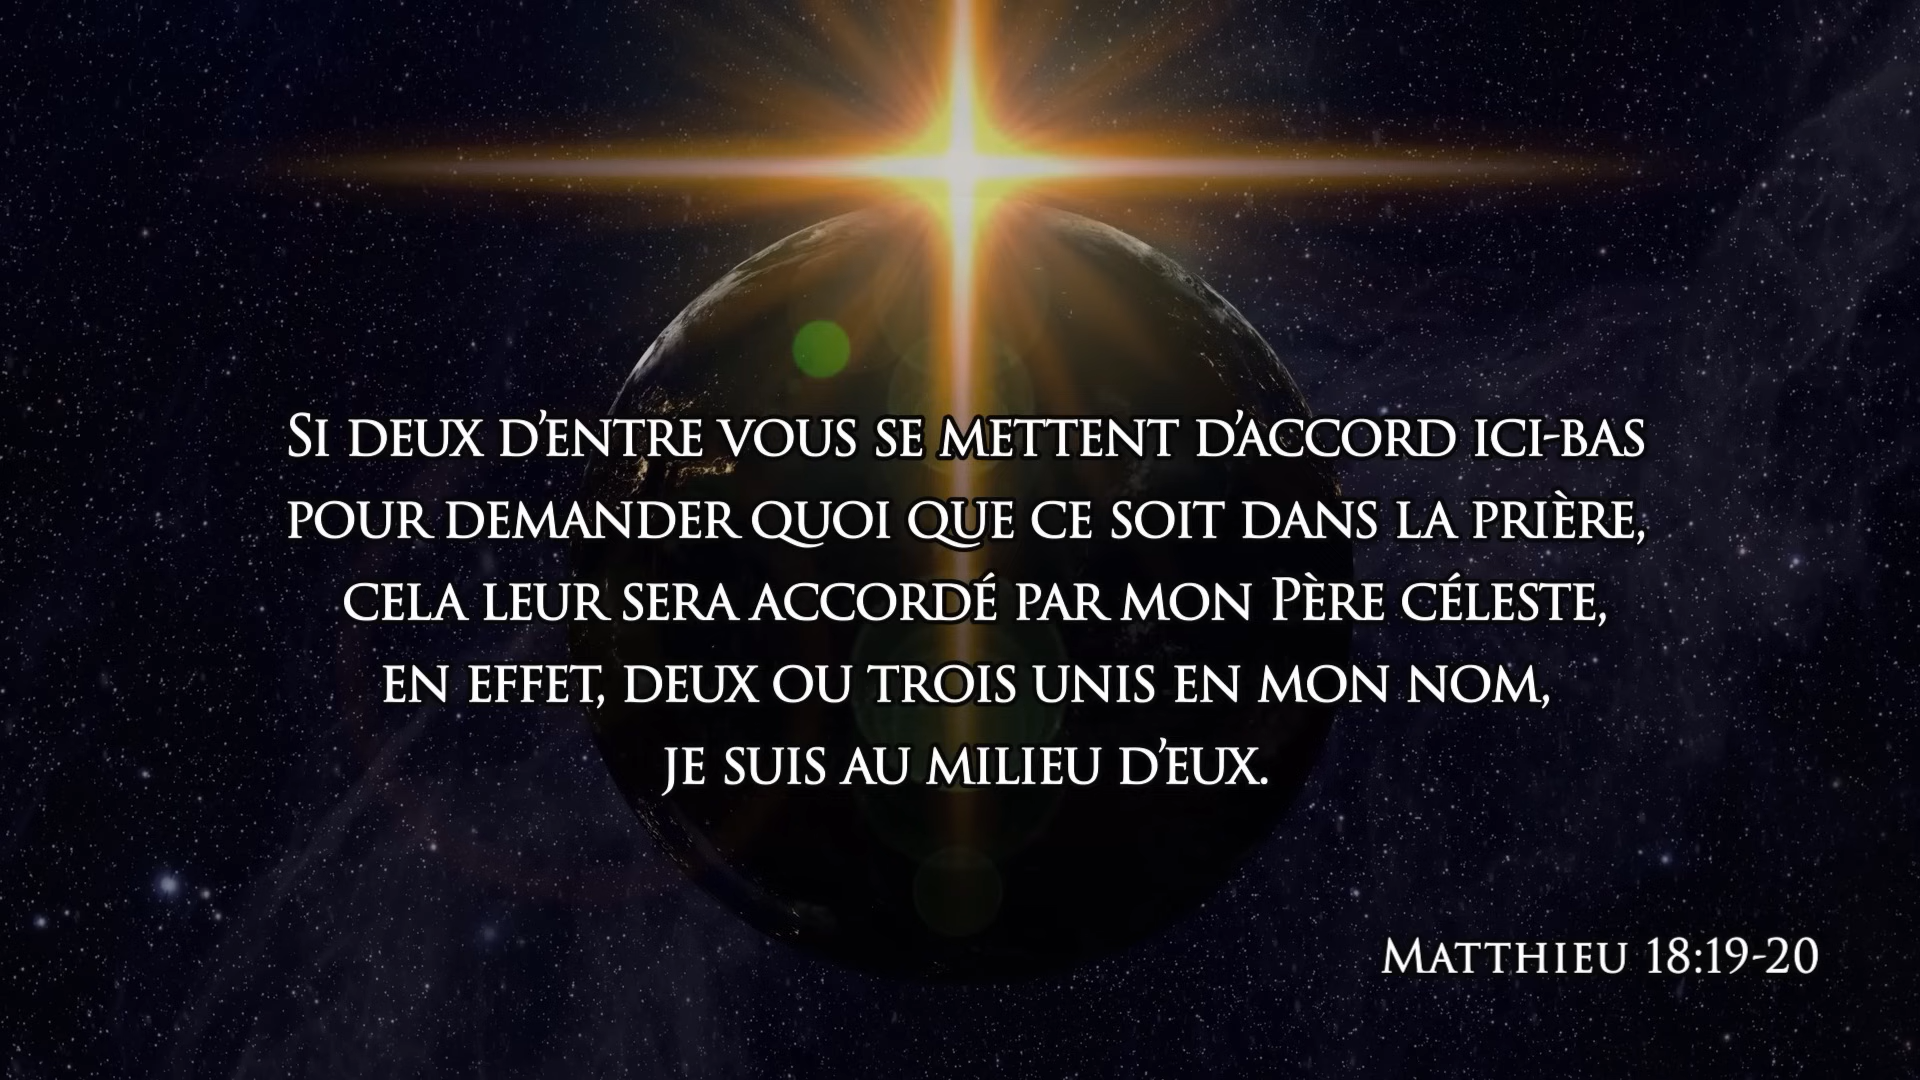 Si deux d’entre vous se mettent d’accord ici-bas
pour demander quoi que ce soit dans la prière,
cela leur sera accordé par mon Père céleste,
en effet, deux ou trois unis en mon nom,
je suis au milieu d’eux.
Matthieu 18:19-20